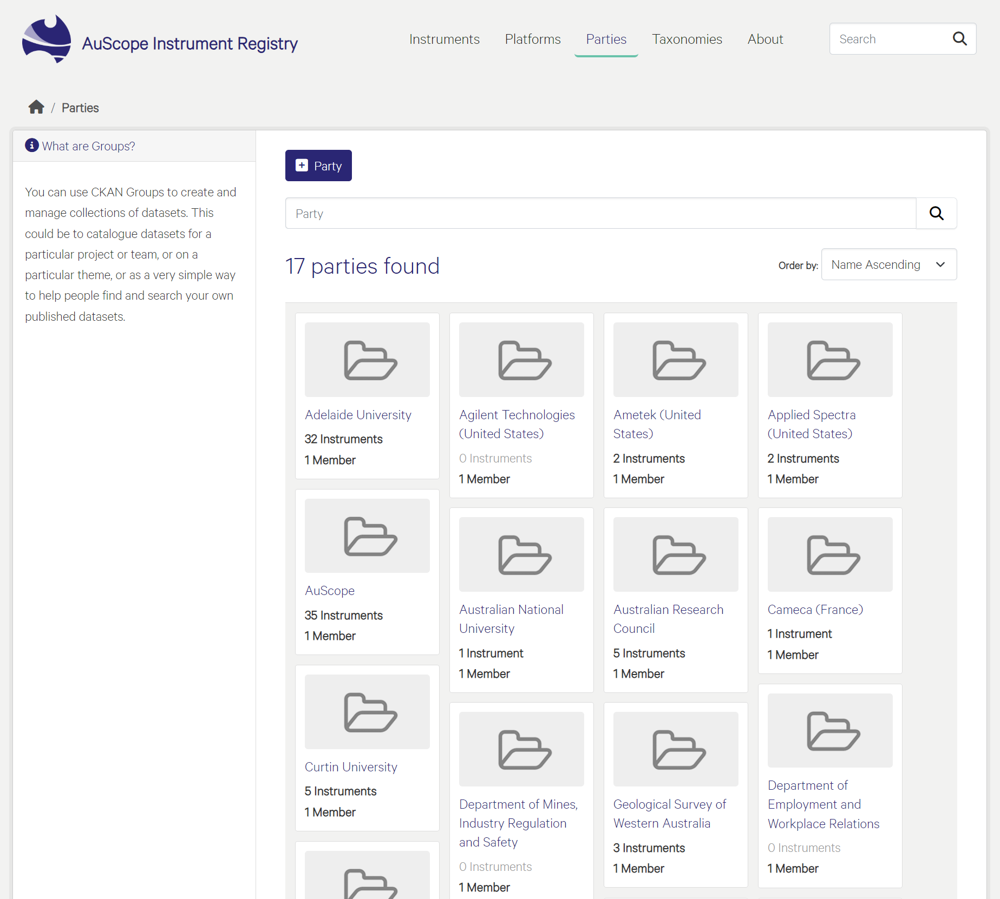 AuScope Instrument Registry
Instruments
Platforms
Parties
Taxonomies
About
Search
/ Parties
What are Groups?
You can use CKAN Groups to create and
manage collections of datasets. This
could be to catalogue datasets for a
particular project or team, or on a
particular theme, or as a very simple way
to help people find and search your own
published datasets.
Party
Party
17 parties found
Order by:
Name Ascending
Adelaide University
32 Instruments
1 Member
Agilent Technologies
(United States)
0 Instruments
1 Member
Ametek (United
States)
2 Instruments
1 Member
Applied Spectra
(United States)
2 Instruments
1 Member
AuScope
35 Instruments
1 Member
Australian National
University
1 Instrument
1 Member
Australian Research
Council
5 Instruments
1 Member
Cameca (France)
1 Instrument
1 Member
Curtin University
5 Instruments
1 Member
Department of Mines,
Industry Regulation
and Safety
0 Instruments
1 Member
Geological Survey of
Western Australia
3 Instruments
1 Member
Department of
Employment and
Workplace Relations
0 Instruments
1 Member